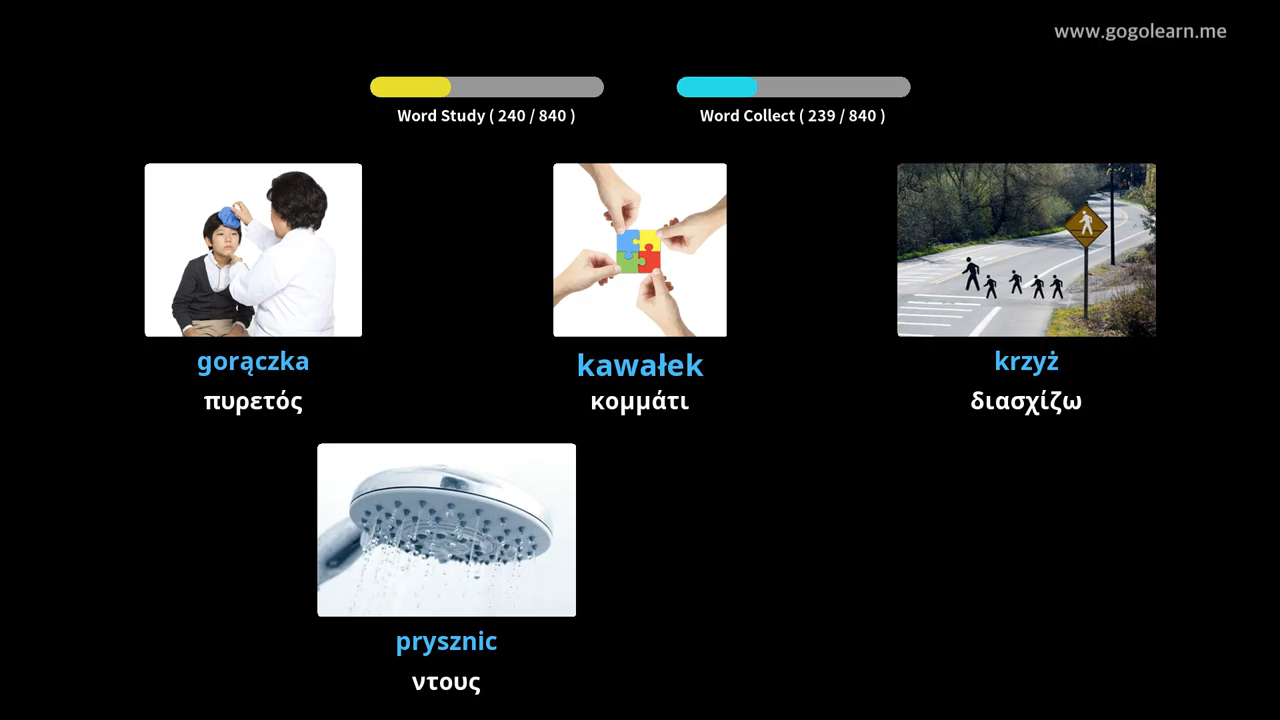 www.gogolearn.me
Word Study ( 240 / 840 )
Word Collect ( 239 / 840 )
gorączka
kawałek
krzyż
πυρετός
κομμάτι
διασχίζω
prysznic
ντους